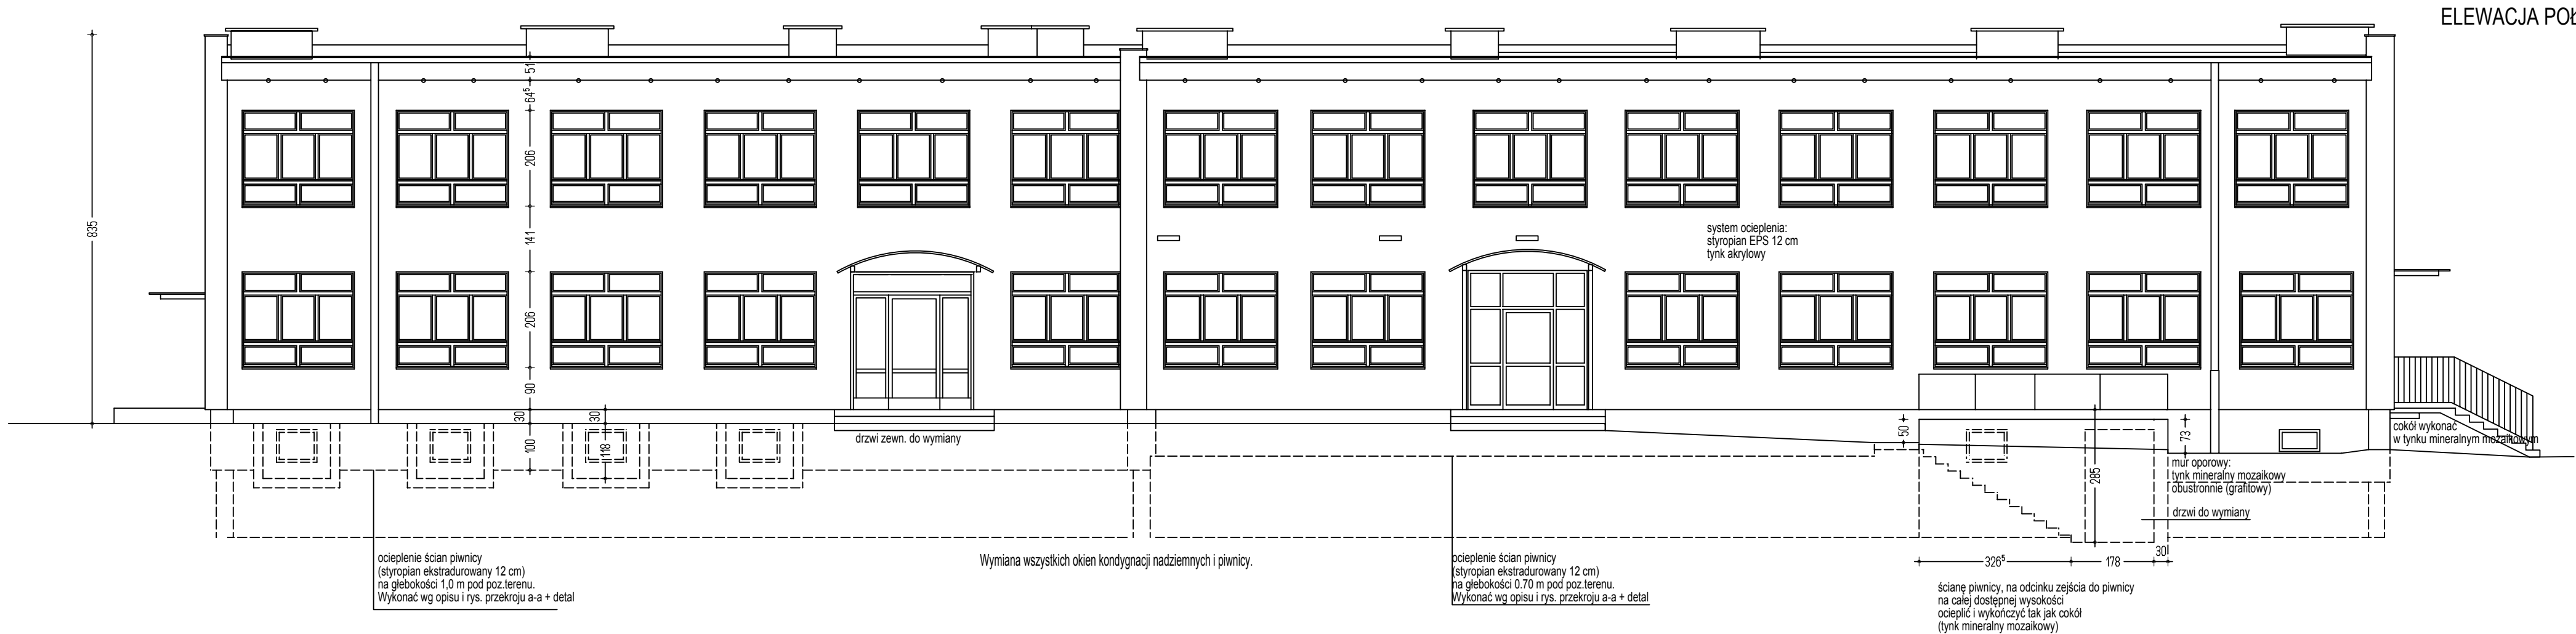 ELEWACJA POŁ
51
64⁵
206
141
206
90
30
100
30
118
835
system ocieplenia:
styropian EPS 12 cm
tynk akrylowy
drzwi zewn. do wymiany
50
73
285
cokół wykonać
w tynku mineralnym mozaikowym
mur oporowy:
tynk mineralny mozaikowy
obustronnie (grafitowy)
drzwi do wymiany
30
326⁵
178
ocieplenie ścian piwnicy
(styropian ekstradurowany 12 cm)
na głebokości 1,0 m pod poz.terenu.
Wykonać wg opisu i rys. przekroju a-a + detal
Wymiana wszystkich okien kondygnacji nadziemnych i piwnicy.
ocieplenie ścian piwnicy
(styropian ekstradurowany 12 cm)
na głebokości 0.70 m pod poz.terenu.
Wykonać wg opisu i rys. przekroju a-a + detal
ścianę piwnicy, na odcinku zejścia do piwnicy
na całej dostępnej wysokości
ocieplić i wykończyć tak jak cokół
(tynk mineralny mozaikowy)